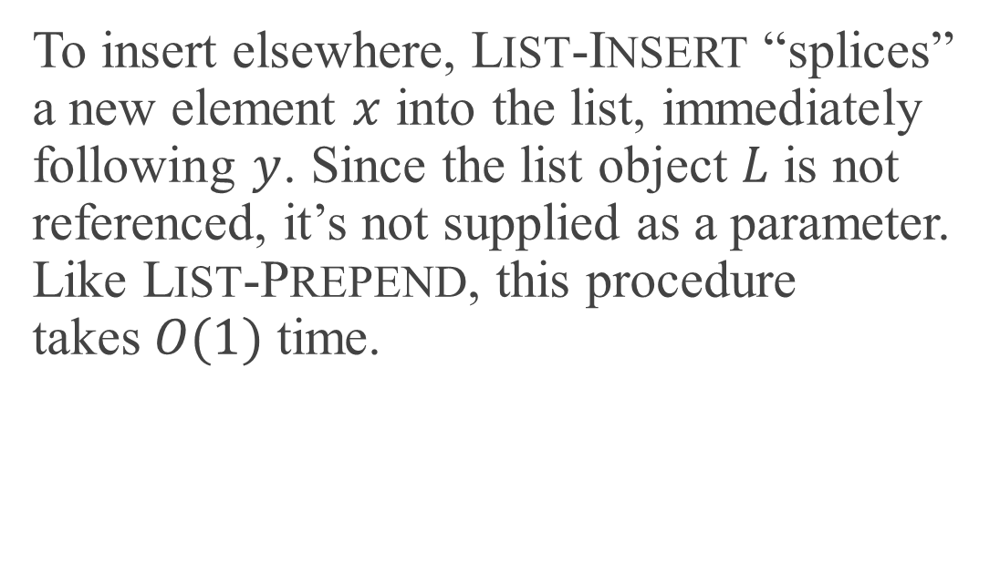 To insert elsewhere, LIST-INSERT “splices”
a new element x into the list, immediately
following y. Since the list object L is not
referenced, it’s not supplied as a parameter.
Like LIST-PREPEND, this procedure
takes O(1) time.